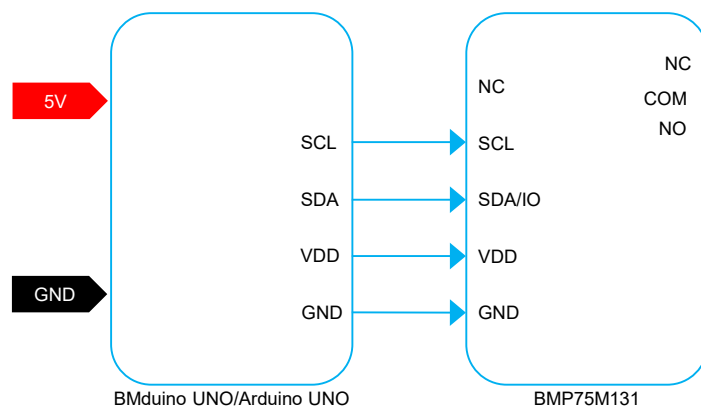 5V
GND
SCL
SDA
VDD
GND
BMduino UNO/Arduino UNO
NC
SCL
SDA/IO
VDD
GND
NC
COM
NO
BMP75M131